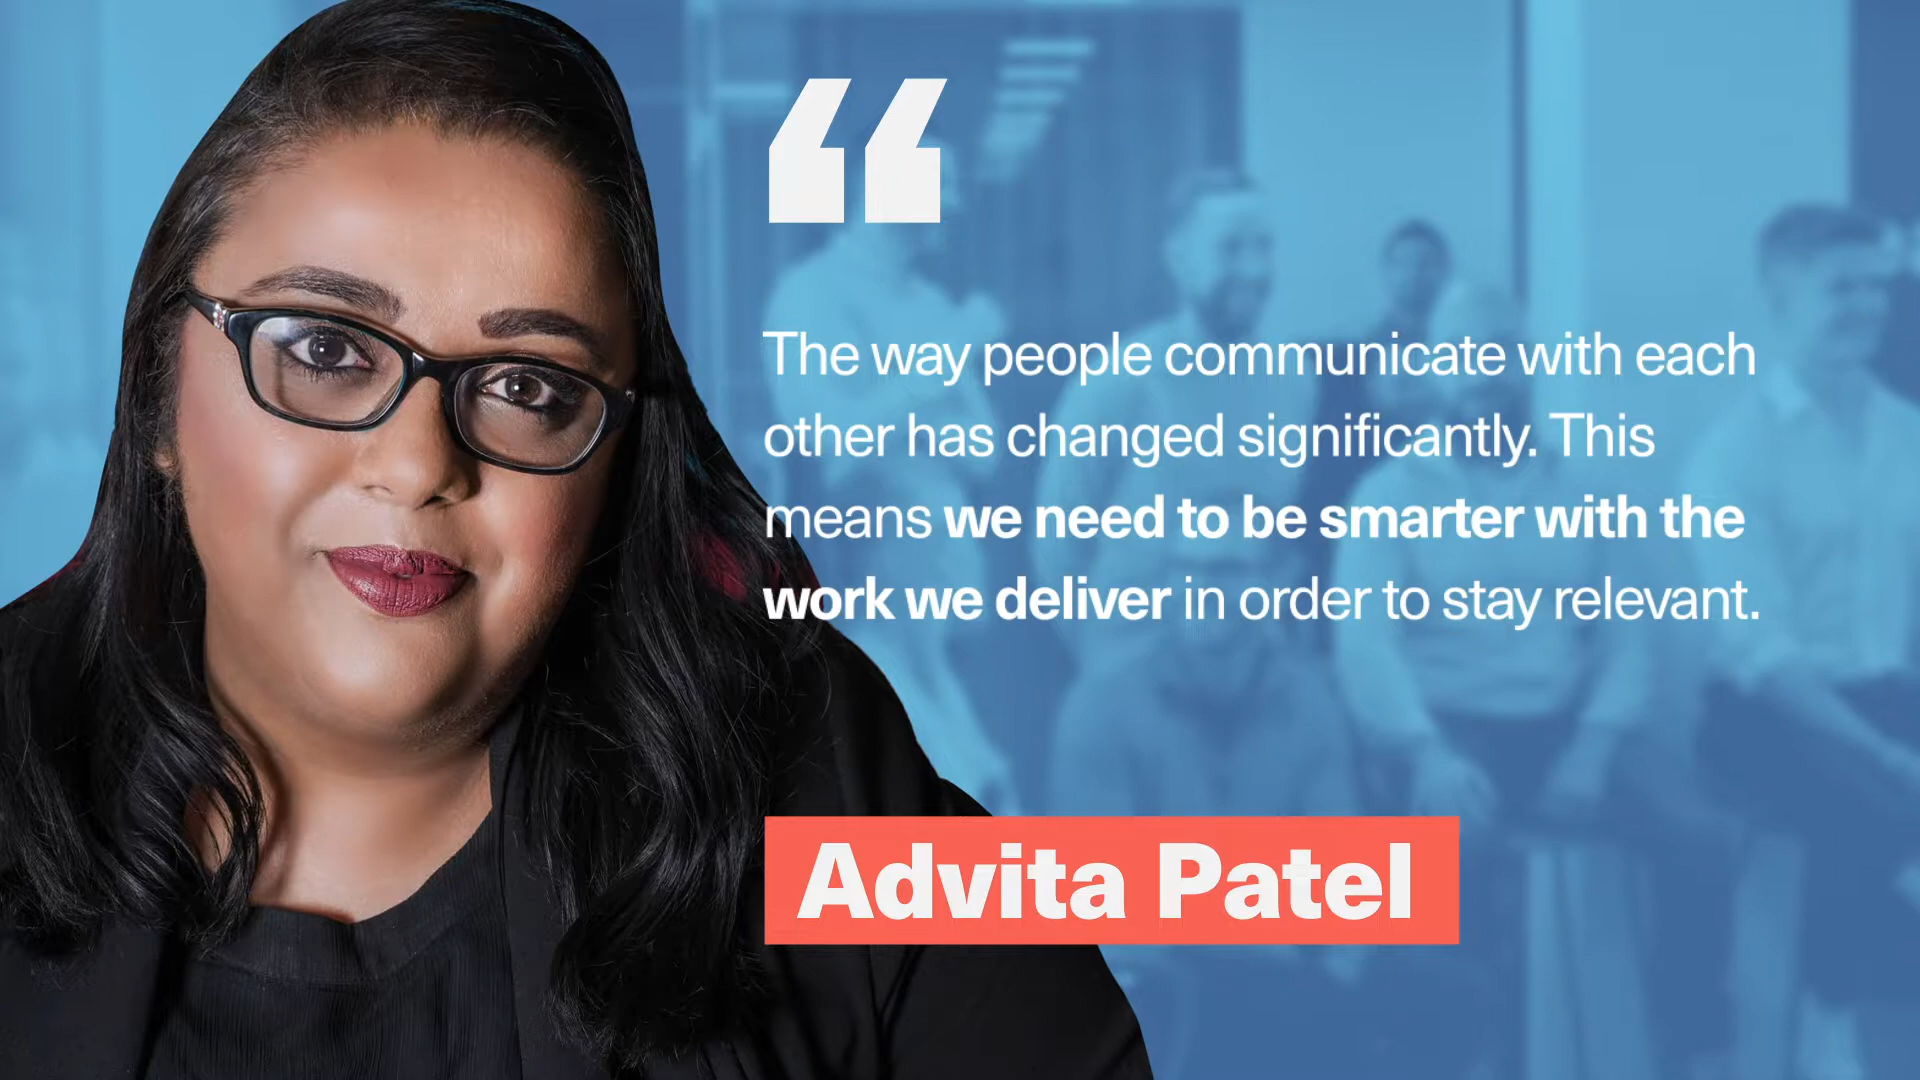 “
The way people communicate with each
other has changed significantly. This
means we need to be smarter with the
work we deliver in order to stay relevant.
Advita Patel